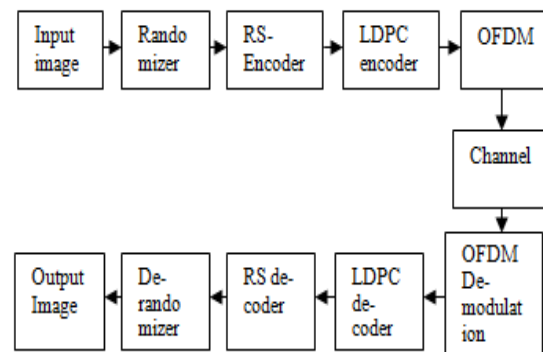 Input
image
Rando
mizer
RS-
Encoder
LDPC
encoder
OFDM
Channel
OFDM
De-
modulat
ion
LDPC
de-
coder
RS de-
coder
De-
rando
mizer
Output
Image